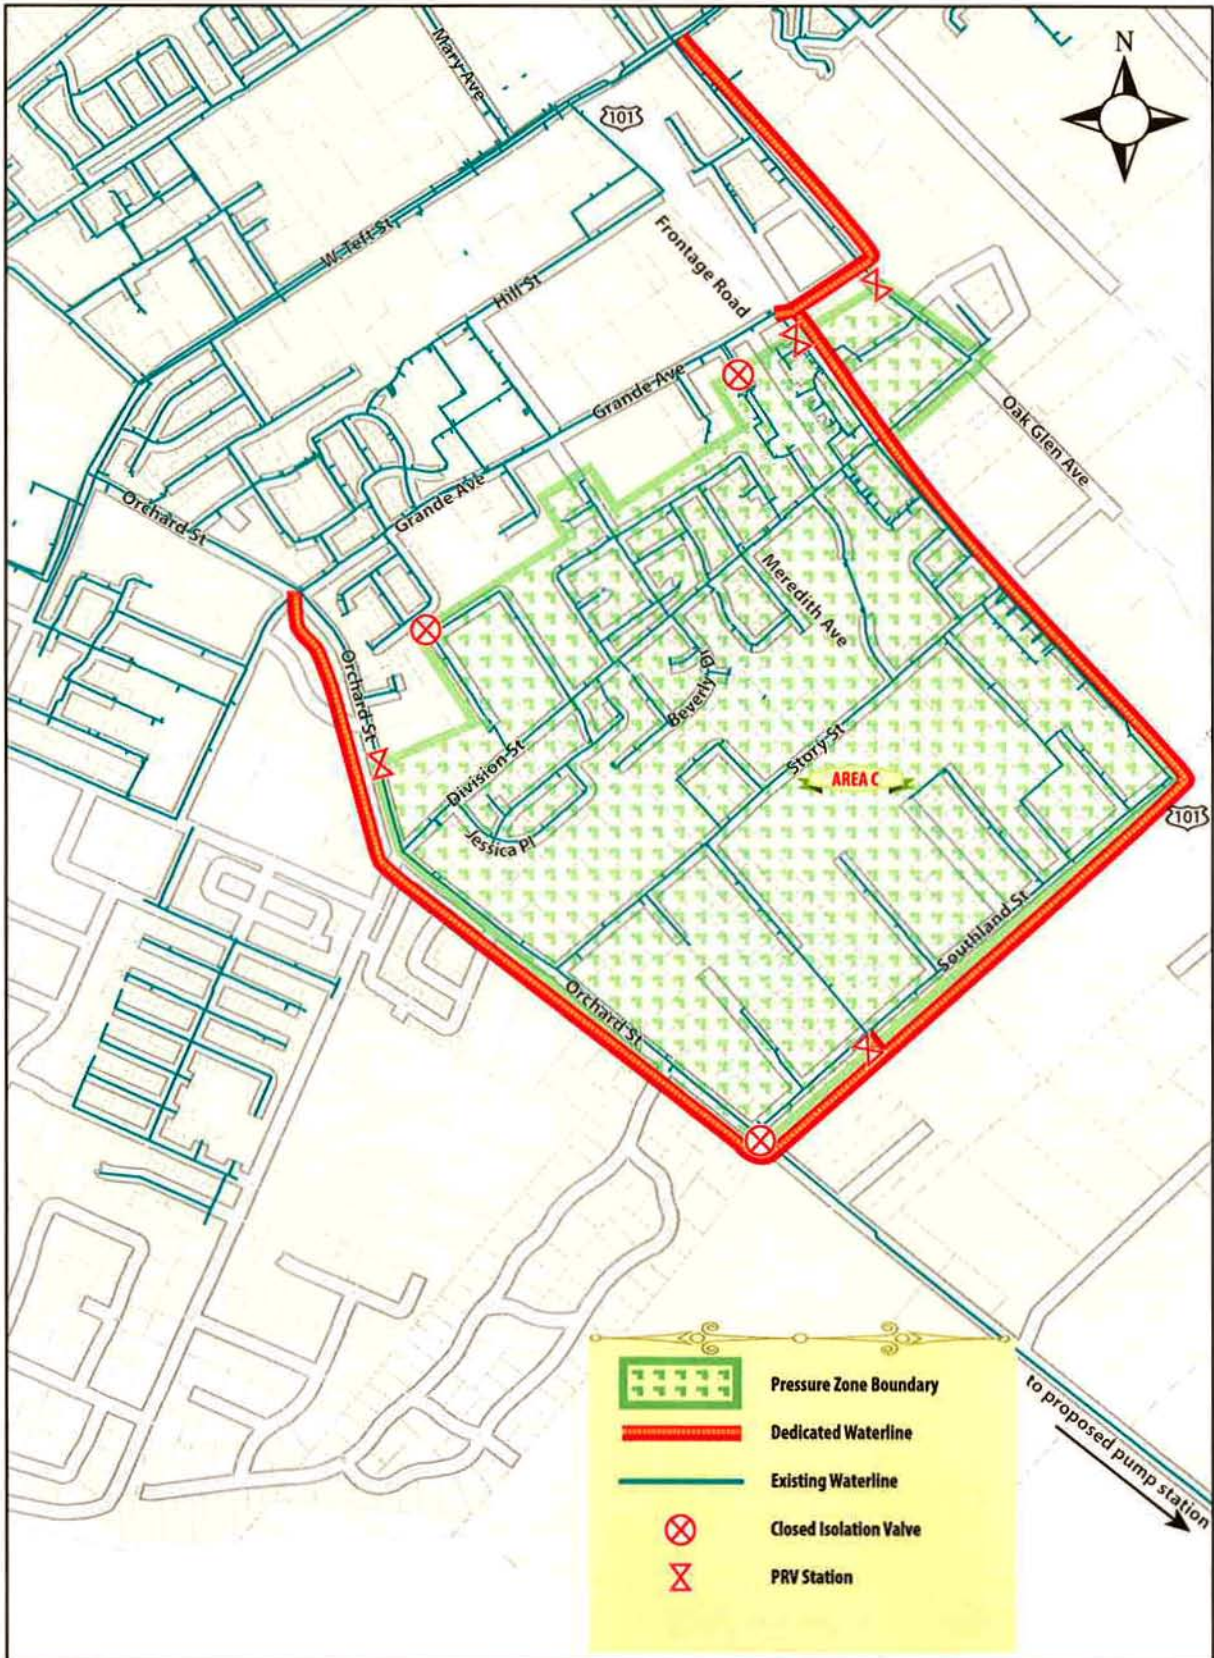 Mary Ave
N
101
W. Teft St
Hill St
Frontage Road
Grande Ave
Oak Glen Ave
Orchard St
Grande Ave
Meredith Ave
Orchard St
Beverly Dr
Division St
Story St
AREA C
101
Jessica Pl
Southland St
Orchard St
Pressure Zone Boundary
Dedicated Waterline
Existing Waterline
Closed Isolation Valve
PRV Station
to proposed pump station